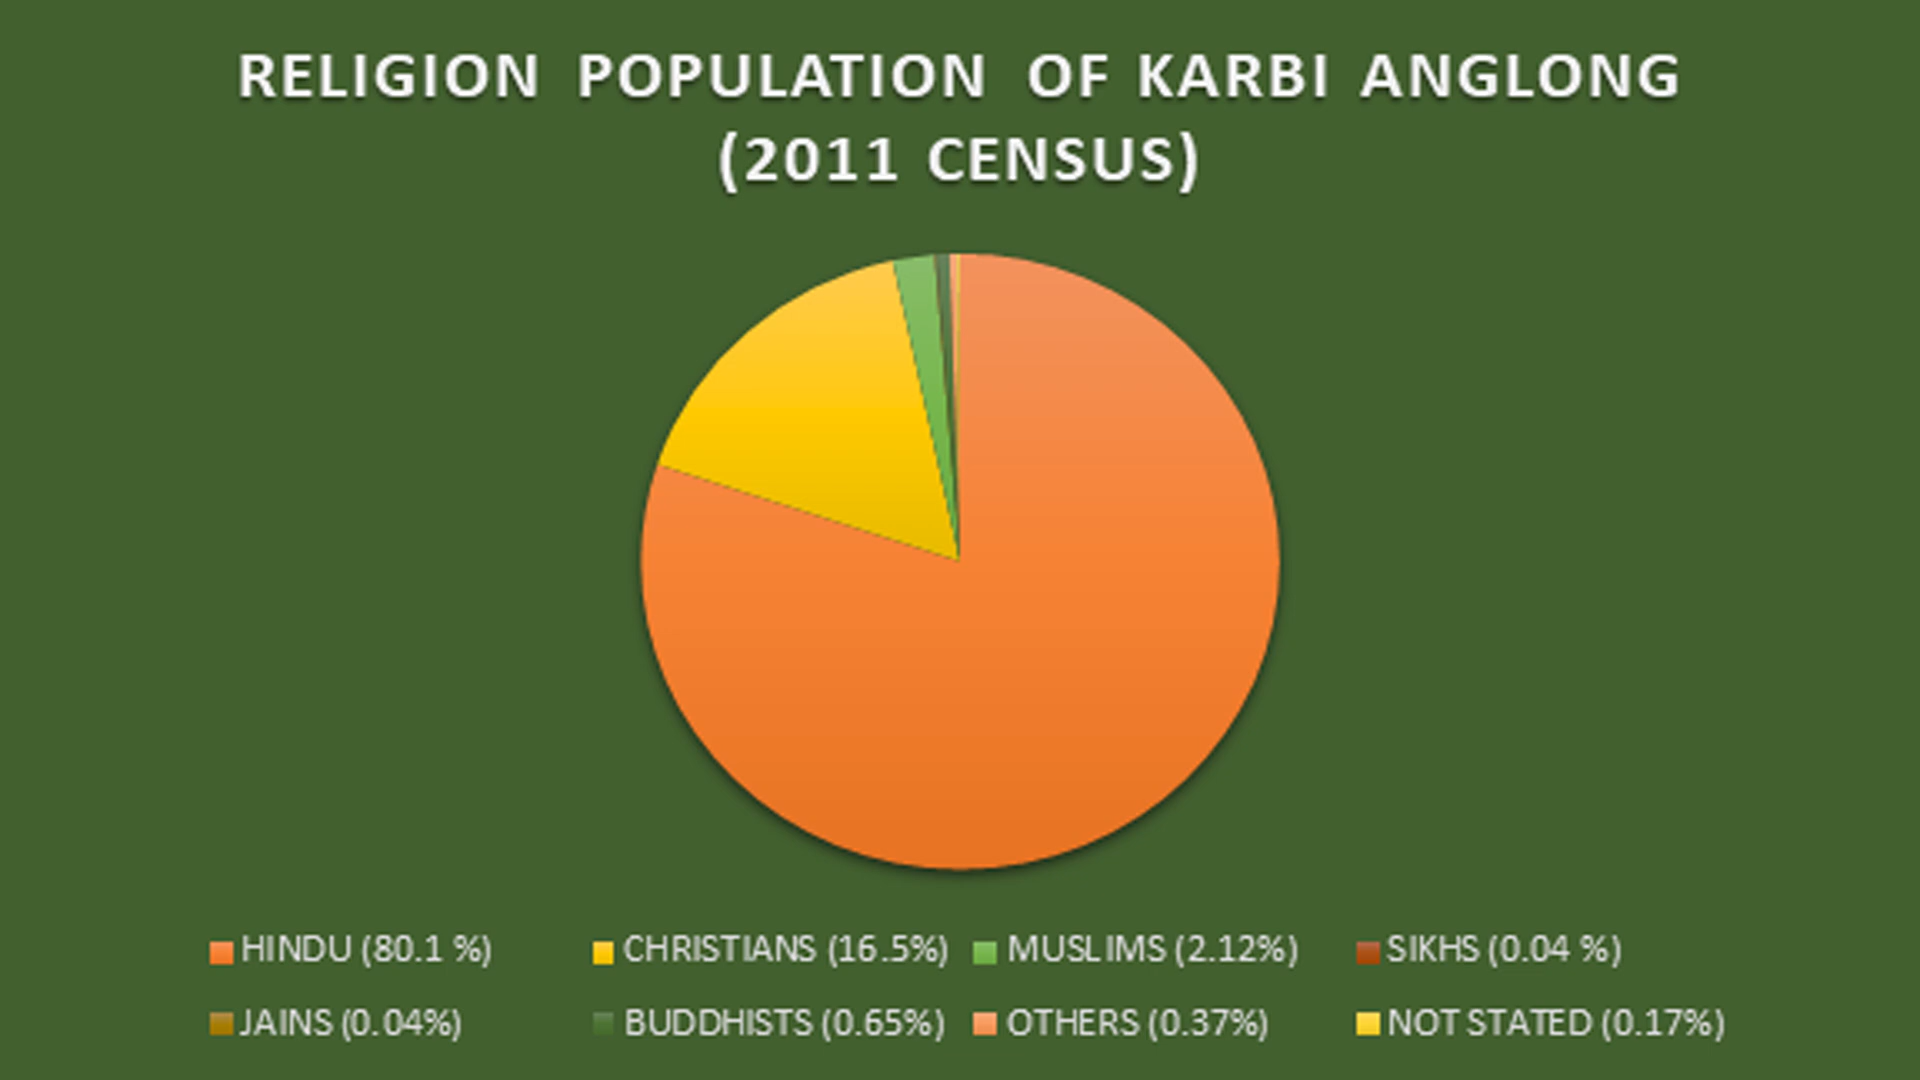 RELIGION POPULATION OF KARBI ANGLONG
(2011 CENSUS)
HINDU (80.1 %) CHRISTIANS (16.5%) MUSLIMS (2.12%) SIKHS (0.04 %)
JAINS (0.04%) BUDDHISTS (0.65%) OTHERS (0.37%) NOT STATED (0.17%)